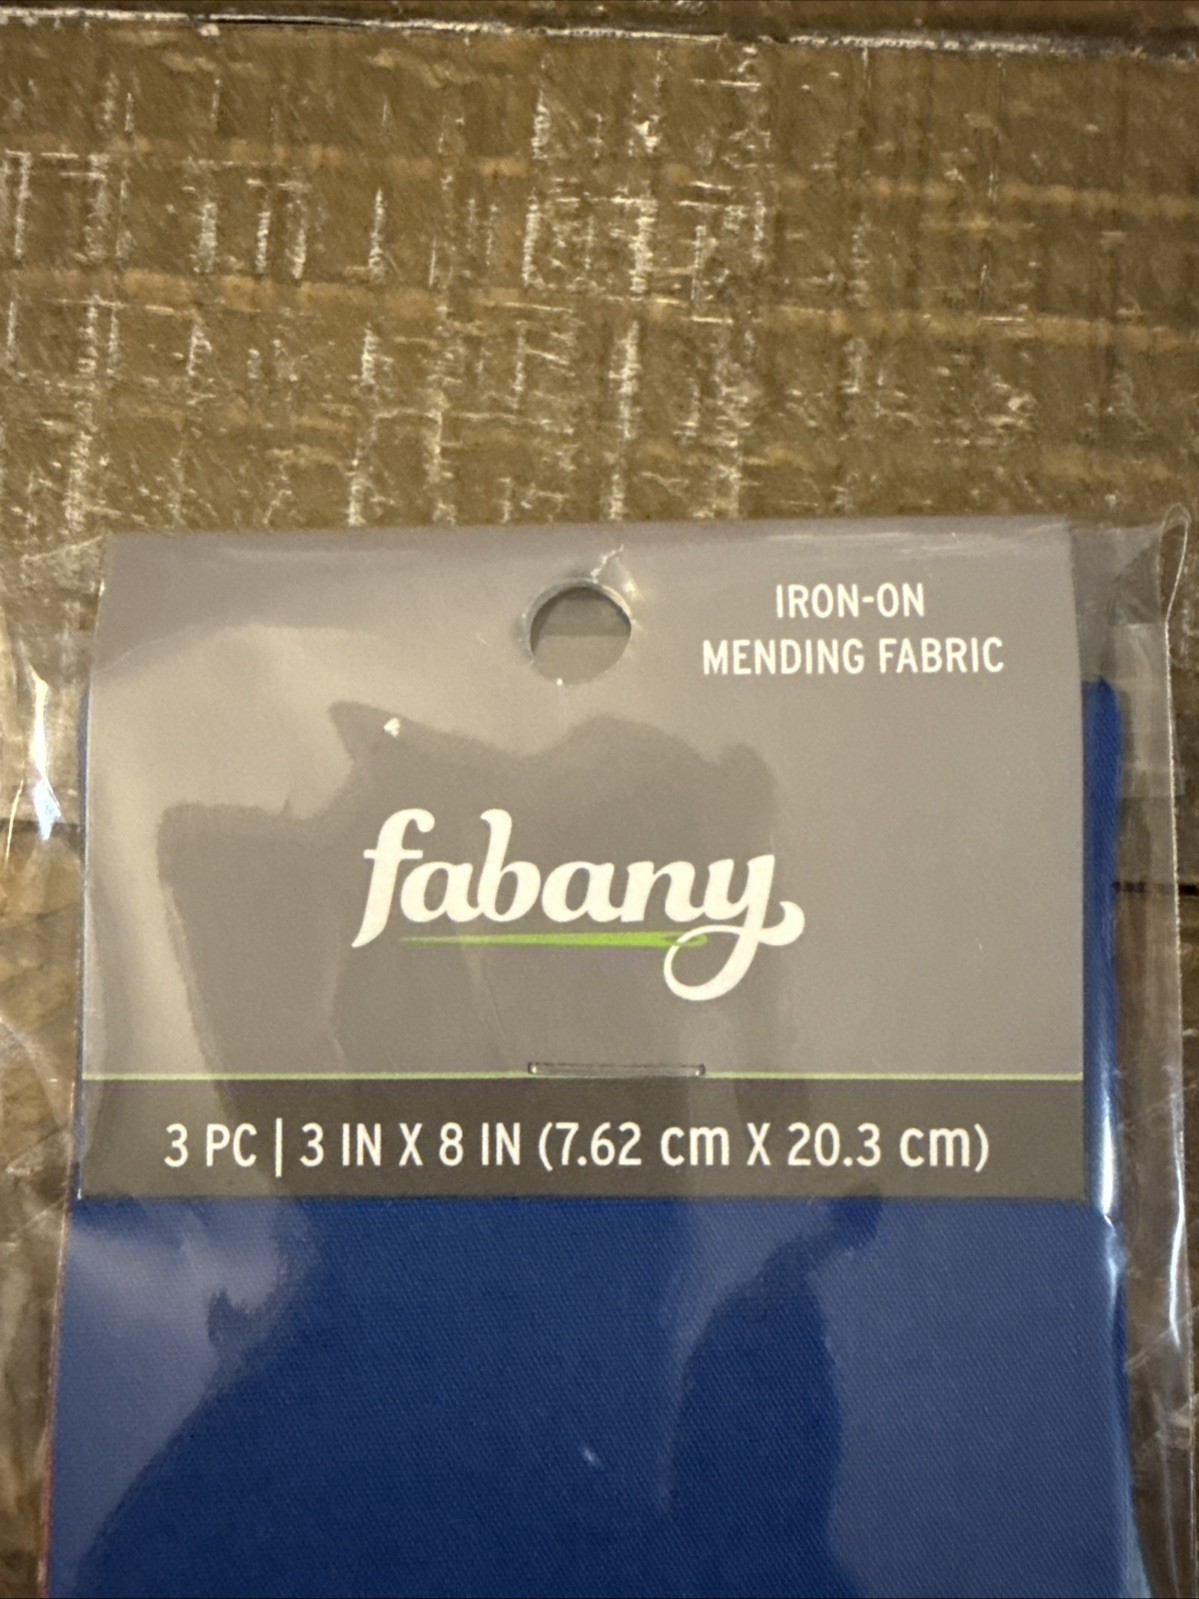 IRON-ON
MENDING FABRIC
fabany
3 PC | 3 IN X 8 IN (7.62 cm X 20.3 cm)